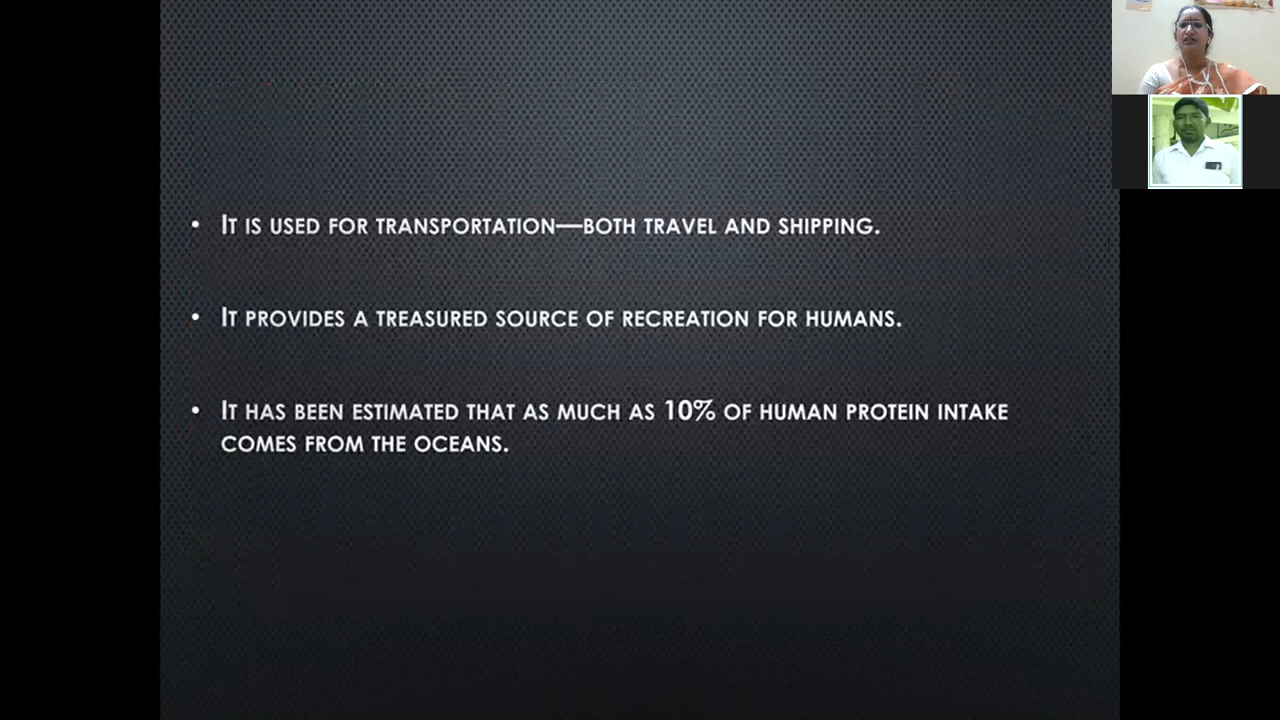 • It is used for transportation—both travel and shipping.
• It provides a treasured source of recreation for humans.
• It has been estimated that as much as 10% of human protein intake
comes from the oceans.